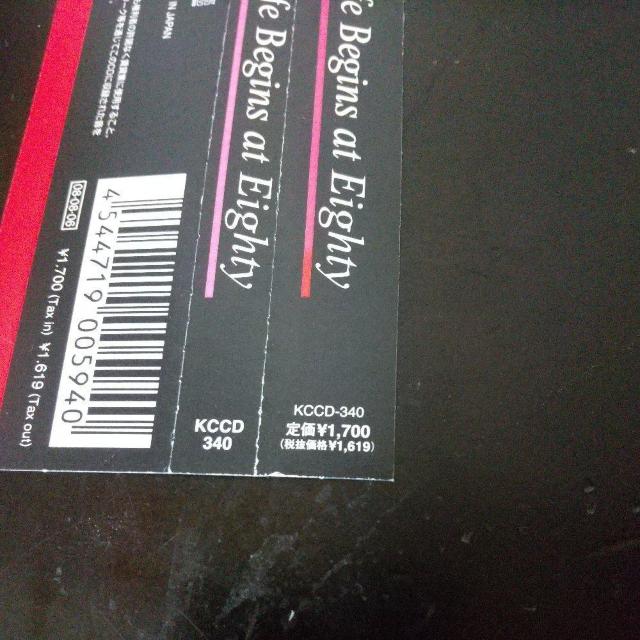 fe Begins at Eighty
KCCD-340
定価¥1,700
(税抜価格¥1,619)
fe Begins at Eighty
KCCD
340
IN JAPAN
08·08·06
4 544719 005940
¥1,700 (Tax in) ¥1,619 (Tax out)